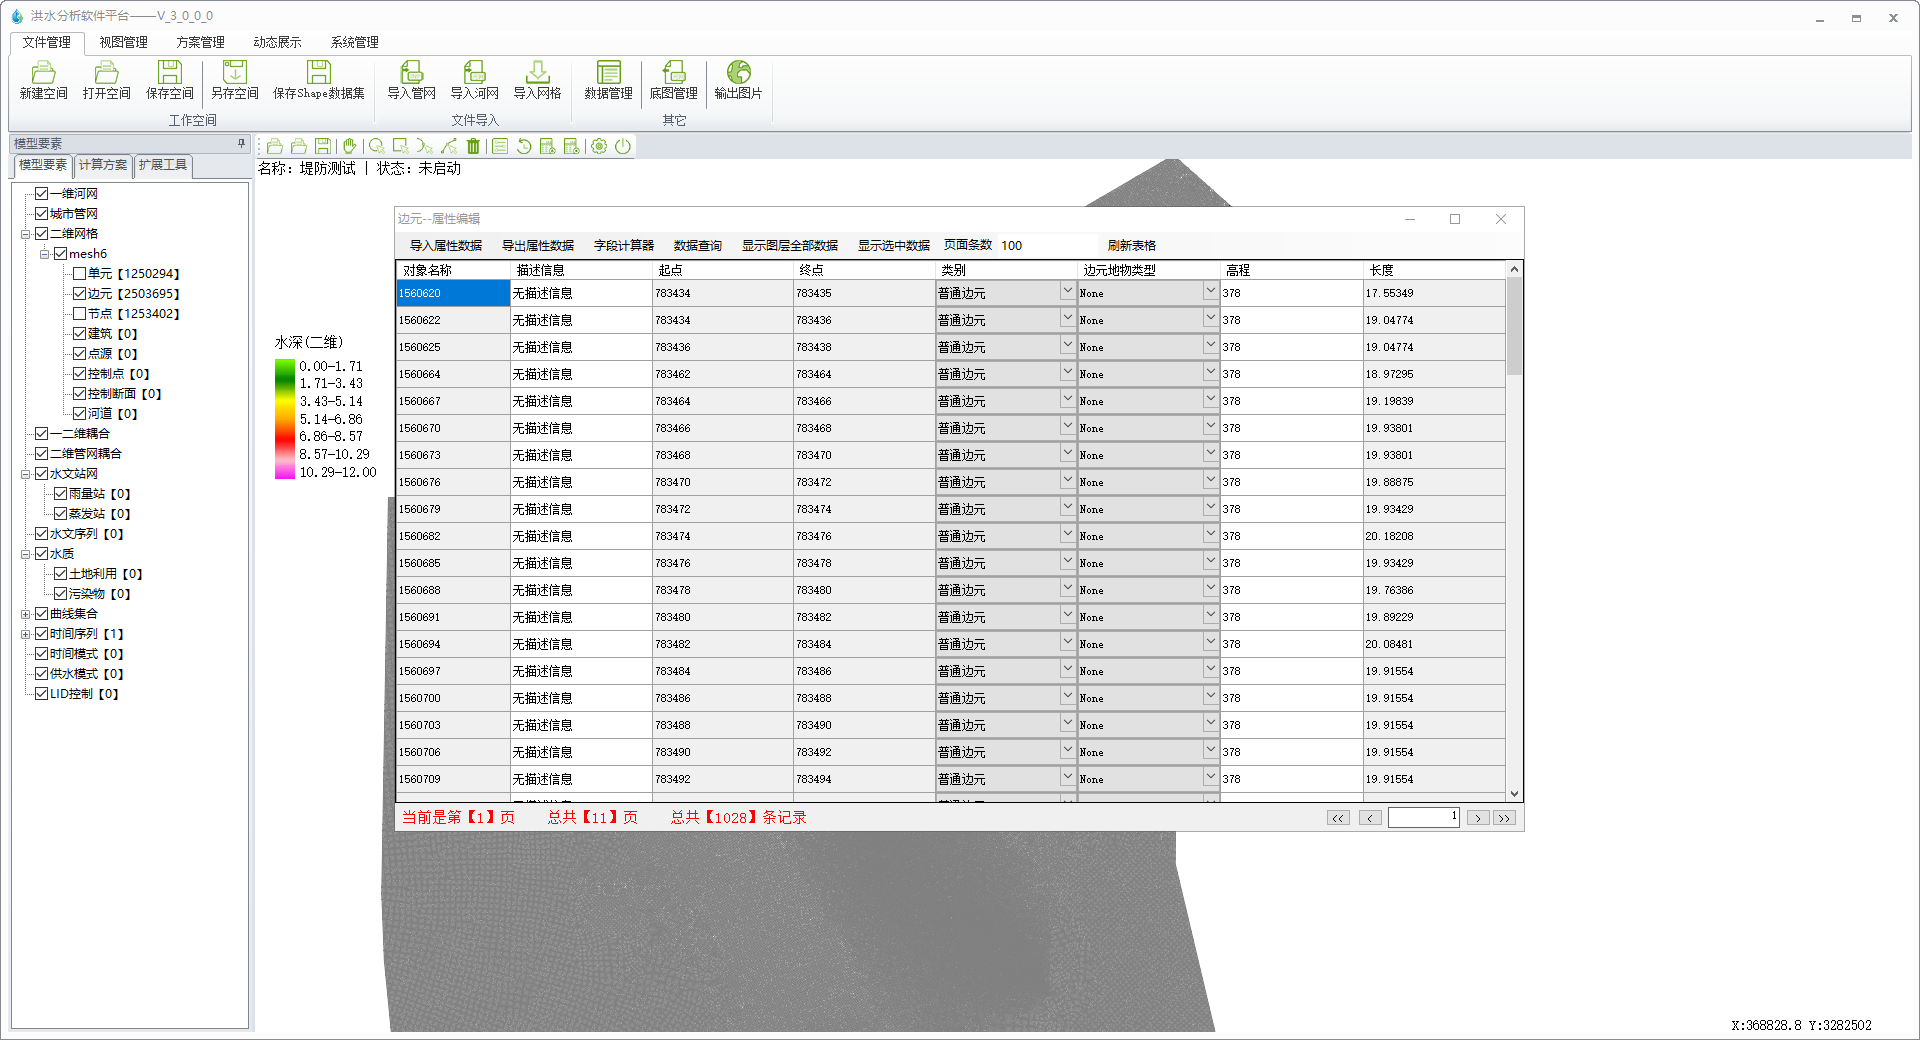 洪水分析软件平台——V_3_0_0_0
文件管理 视图管理 方案管理 动态展示 系统管理
新建空间 打开空间 保存空间 另存空间 保存Shape数据集 导入管网 导入河网 导入网格 数据管理 底图管理 输出图片
工作空间 文件导入 其它
模型要素
模型要素 计算方案 扩展工具
名称：堤防测试 | 状态：未启动
一维河网
城市管网
二维网格
mesh6
单元【1250294】
边元【2503695】
节点【1253402】
建筑【0】
点源【0】
控制点【0】
控制断面【0】
河道【0】
一二维耦合
二维管网耦合
水文站网
雨量站【0】
蒸发站【0】
水文序列【0】
水质
土地利用【0】
污染物【0】
曲线集合
时间序列【1】
时间模式【0】
供水模式【0】
LID控制【0】
水深(二维)
0.00-1.71
1.71-3.43
3.43-5.14
5.14-6.86
6.86-8.57
8.57-10.29
10.29-12.00
边元--属性编辑
导入属性数据 导出属性数据 字段计算器 数据查询 显示图层全部数据 显示选中数据 页面条数 100 刷新表格
对象名称 描述信息 起点 终点 类别 边元地物类型 高程 长度
1560620 无描述信息 783434 783435 普通边元 None 378 17.55349
1560622 无描述信息 783434 783436 普通边元 None 378 19.04774
1560625 无描述信息 783436 783438 普通边元 None 378 19.04774
1560664 无描述信息 783462 783464 普通边元 None 378 18.97295
1560667 无描述信息 783464 783466 普通边元 None 378 19.19839
1560670 无描述信息 783466 783468 普通边元 None 378 19.93801
1560673 无描述信息 783468 783470 普通边元 None 378 19.93801
1560676 无描述信息 783470 783472 普通边元 None 378 19.88875
1560679 无描述信息 783472 783474 普通边元 None 378 19.93429
1560682 无描述信息 783474 783476 普通边元 None 378 20.18208
1560685 无描述信息 783476 783478 普通边元 None 378 19.93429
1560688 无描述信息 783478 783480 普通边元 None 378 19.76386
1560691 无描述信息 783480 783482 普通边元 None 378 19.89229
1560694 无描述信息 783482 783484 普通边元 None 378 20.08481
1560697 无描述信息 783484 783486 普通边元 None 378 19.91554
1560700 无描述信息 783486 783488 普通边元 None 378 19.91554
1560703 无描述信息 783488 783490 普通边元 None 378 19.91554
1560706 无描述信息 783490 783492 普通边元 None 378 19.91554
1560709 无描述信息 783492 783494 普通边元 None 378 19.91554
当前是第【1】页 总共【11】页 总共【1028】条记录 << < 1 > >>
X:368828.8 Y:3282502